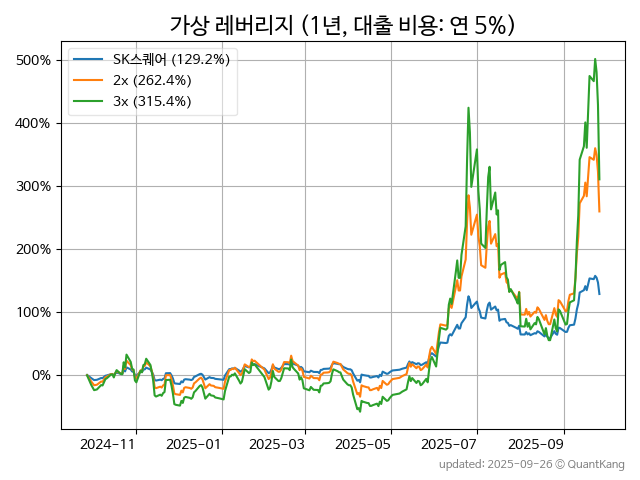 가상 레버리지 (1년, 대출 비용: 연 5%)
SK스퀘어 (129.2%)
2x (262.4%)
3x (315.4%)
500%
400%
300%
200%
100%
0%
2024-11 2025-01 2025-03 2025-05 2025-07 2025-09
updated: 2025-09-26 © QuantKang